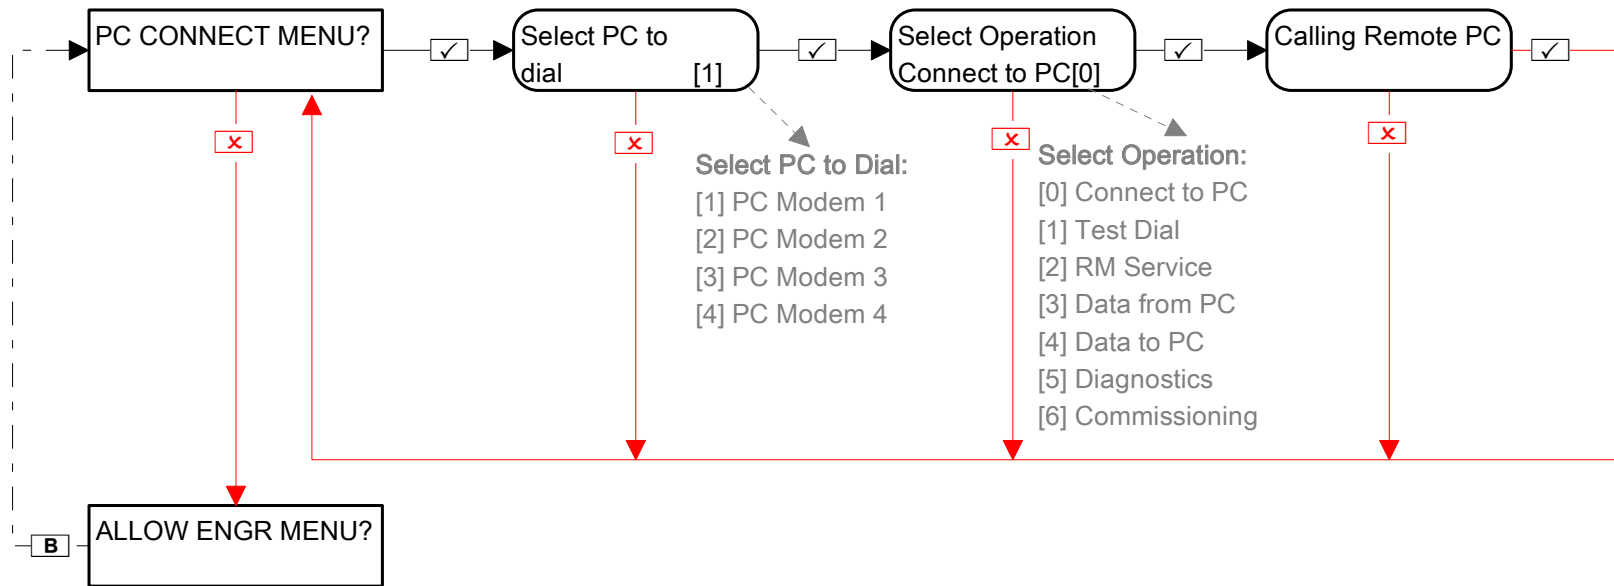 PC CONNECT MENU?
✓
Select PC to
dial [1]
✓
Select Operation
Connect to PC[0]
✓
Calling Remote PC
✓
x
x
x
x
Select PC to Dial:
[1] PC Modem 1
[2] PC Modem 2
[3] PC Modem 3
[4] PC Modem 4
Select Operation:
[0] Connect to PC
[1] Test Dial
[2] RM Service
[3] Data from PC
[4] Data to PC
[5] Diagnostics
[6] Commissioning
ALLOW ENGR MENU?
B